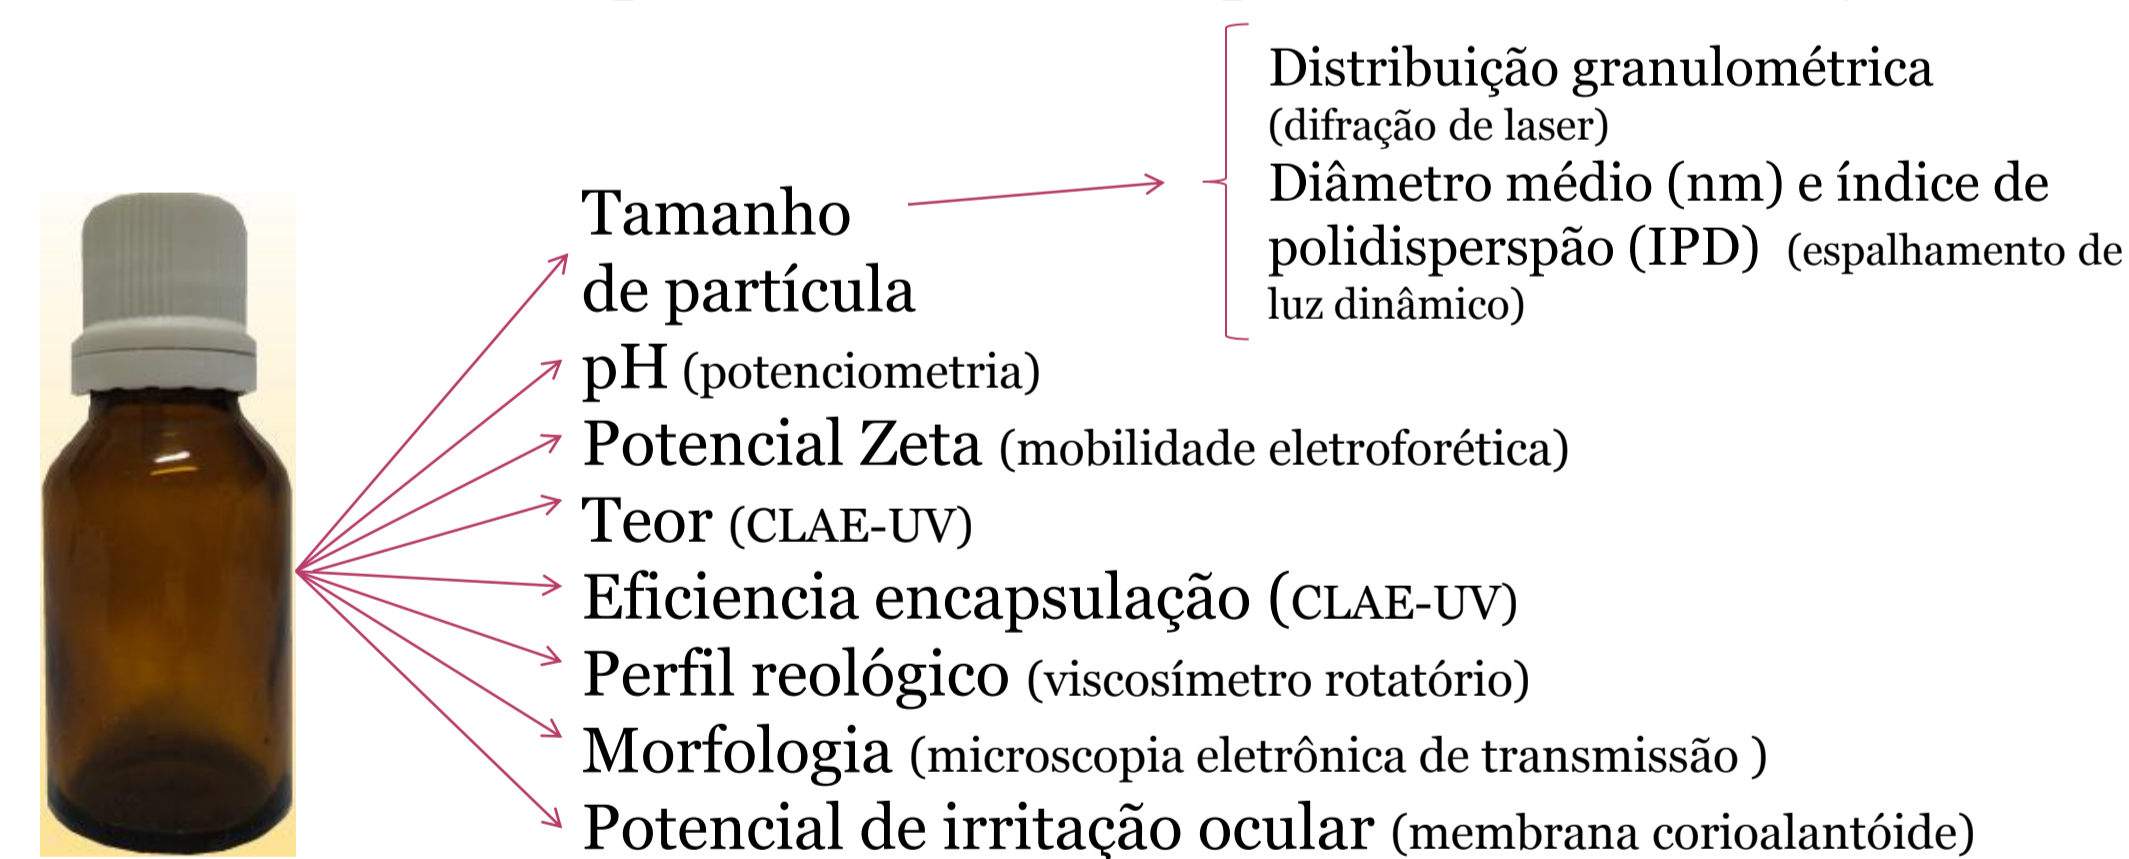 Distribuição granulométrica
(difração de laser)
Diâmetro médio (nm) e índice de
polidisperspão (IPD) (espalhamento de
luz dinâmico)
Tamanho
de partícula
pH (potenciometria)
Potencial Zeta (mobilidade eletroforética)
Teor (CLAE-UV)
Eficiencia encapsulação (CLAE-UV)
Perfil reológico (viscosímetro rotatório)
Morfologia (microscopia eletrônica de transmissão )
Potencial de irritação ocular (membrana corioalantóide)